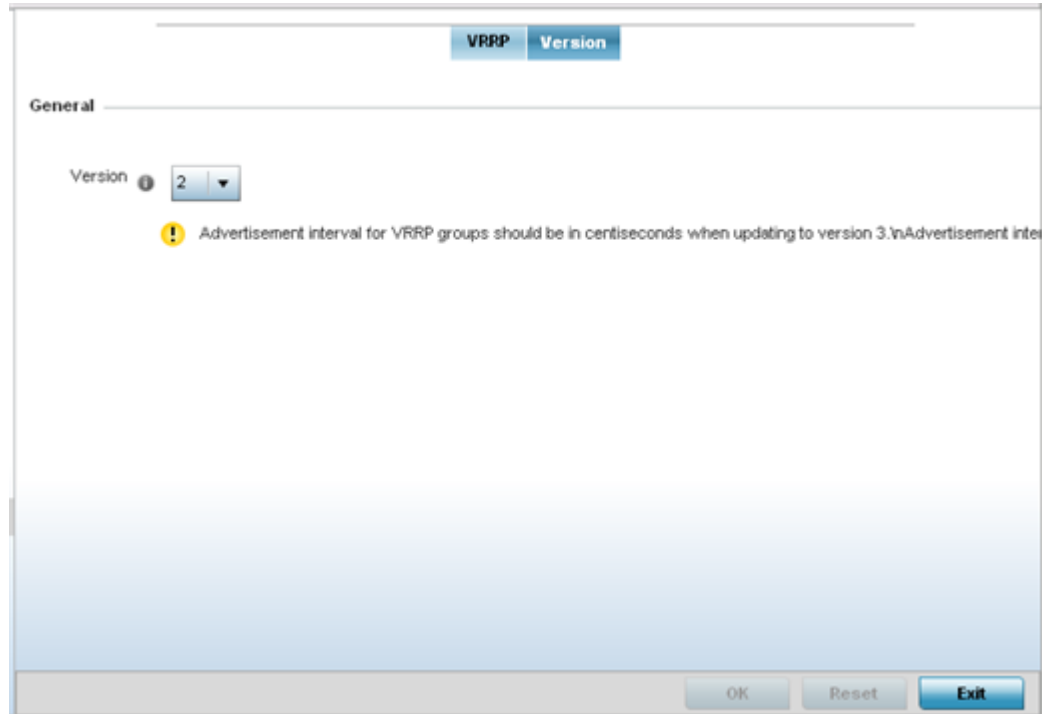 VRRP Version
General
Version 2
Advertisement interval for VRRP groups should be in centiseconds when updating to version 3.\nAdvertisement inte
OK Reset Exit